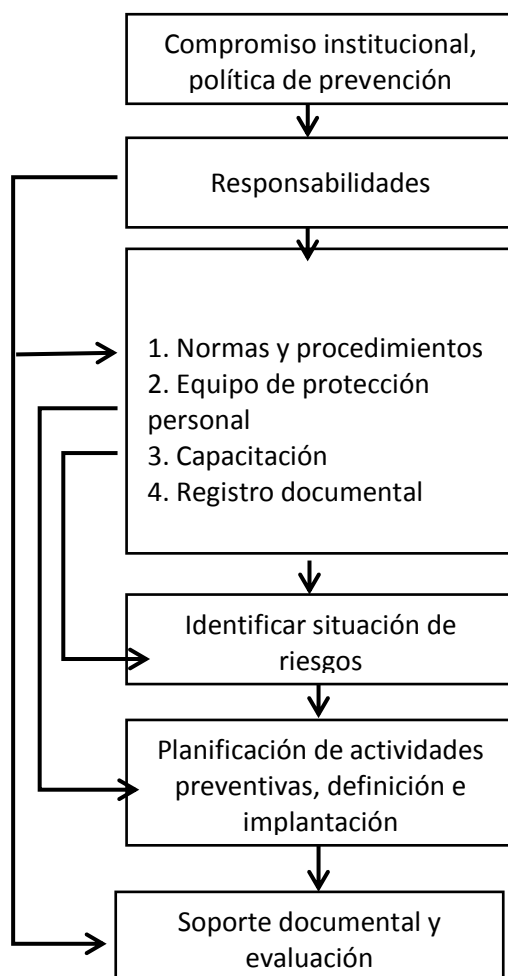 Compromiso institucional,
política de prevención
Responsabilidades
1. Normas y procedimientos
2. Equipo de protección
personal
3. Capacitación
4. Registro documental
Identificar situación de
riesgos
Planificación de actividades
preventivas, definición e
implantación
Soporte documental y
evaluación